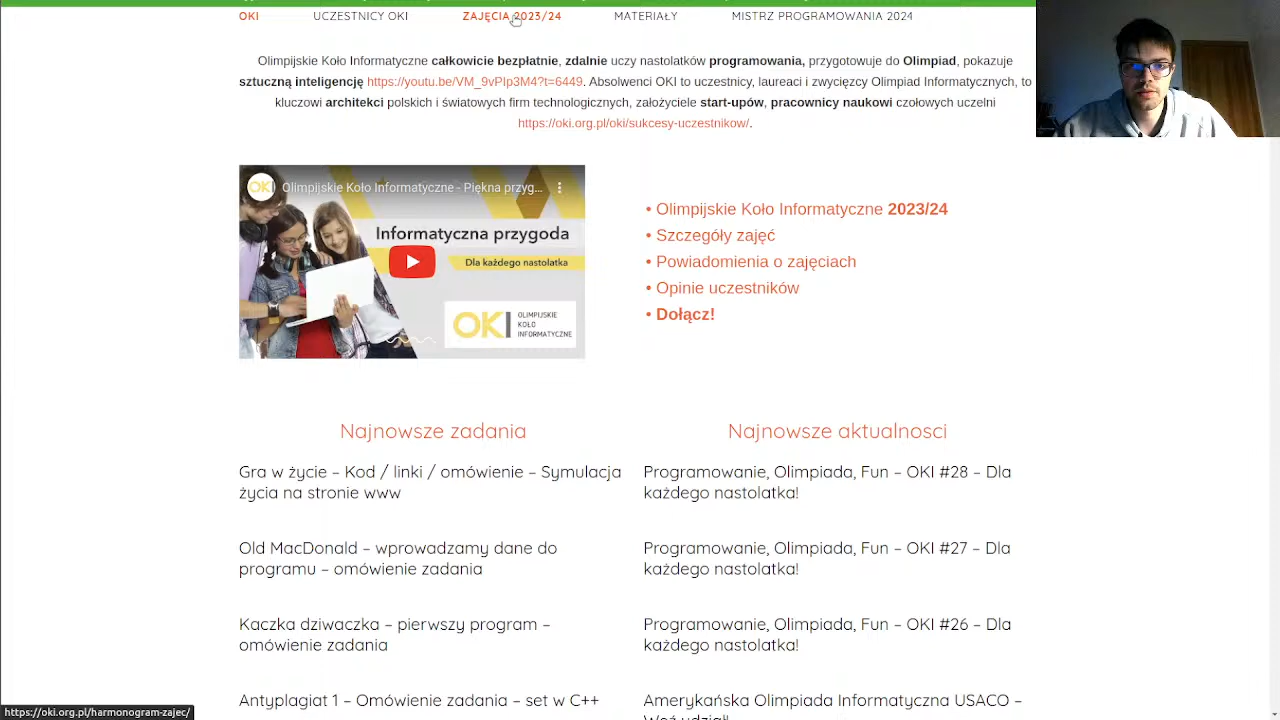 OKI UCZESTNICY OKI ZAJĘCIA 2023/24 MATERIAŁY MISTRZ PROGRAMOWANIA 2024
Olimpijskie Koło Informatyczne całkowicie bezpłatnie, zdalnie uczy nastolatków programowania, przygotowuje do Olimpiad, pokazuje
sztuczną inteligencję https://youtu.be/VM_9vPIp3M4?t=6449. Absolwenci OKI to uczestnicy, laureaci i zwycięzcy Olimpiad Informatycznych, to
kluczowi architekci polskich i światowych firm technologicznych, założyciele start-upów, pracownicy naukowi czołowych uczelni
https://oki.org.pl/oki/sukcesy-uczestnikow/.
OKI Olimpijskie Koło Informatyczne - Piękna przyg...
Informatyczna przygoda
Dla każdego nastolatka
OKI OLIMPIJSKIE
KOŁO
INFORMATYCZNE
• Olimpijskie Koło Informatyczne 2023/24
• Szczegóły zajęć
• Powiadomienia o zajęciach
• Opinie uczestników
• Dołącz!
Najnowsze zadania
Gra w życie – Kod / linki / omówienie – Symulacja
życia na stronie www
Old MacDonald – wprowadzamy dane do
programu – omówienie zadania
Kaczka dziwaczka – pierwszy program –
omówienie zadania
Antyplagiat 1 – Omówienie zadania – set w C++
Najnowsze aktualnosci
Programowanie, Olimpiada, Fun – OKI #28 – Dla
każdego nastolatka!
Programowanie, Olimpiada, Fun – OKI #27 – Dla
każdego nastolatka!
Programowanie, Olimpiada, Fun – OKI #26 – Dla
każdego nastolatka!
Amerykańska Olimpiada Informatyczna USACO –
Weź udział!
https://oki.org.pl/harmonogram-zajec/